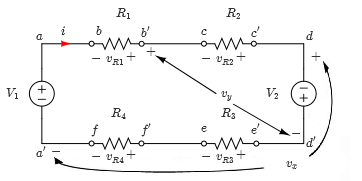 R1 R2
a i b b' c c' d
− vR1 + + − vR2 + +
V1 + − vy V2 − +
R4 R3
f f' e e' − d'
a' − − vR4 + − vR3 + vx